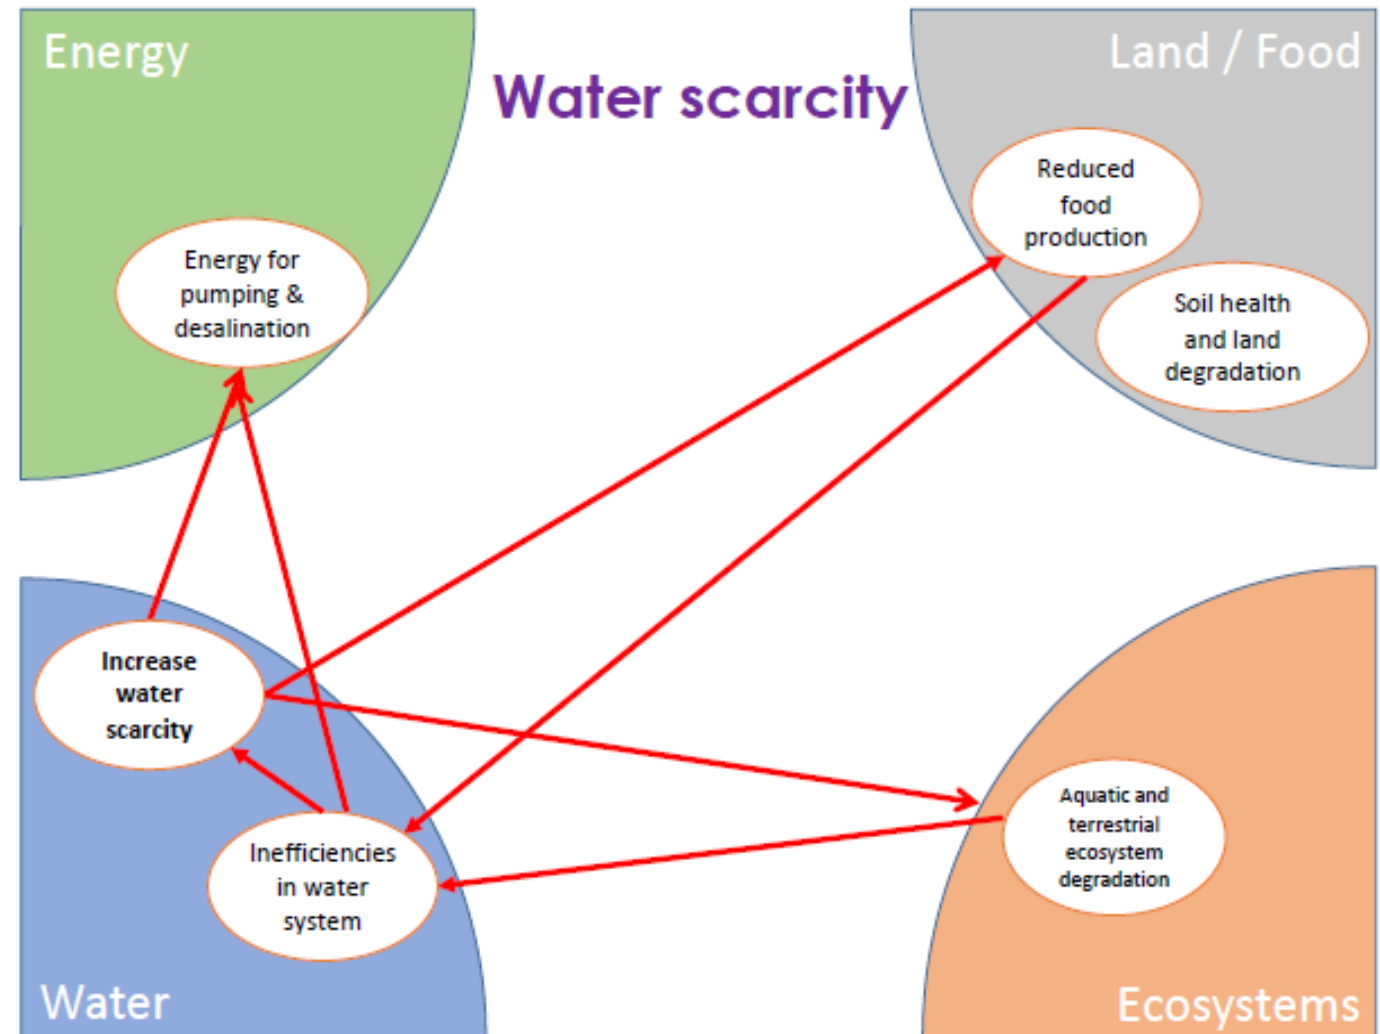 Energy
Water scarcity
Land / Food
Reduced
food
production
Energy for
pumping &
desalination
Soil health
and land
degradation
Increase
water
scarcity
Inefficiencies
in water
system
Aquatic and
terrestrial
ecosystem
degradation
Water
Ecosystems